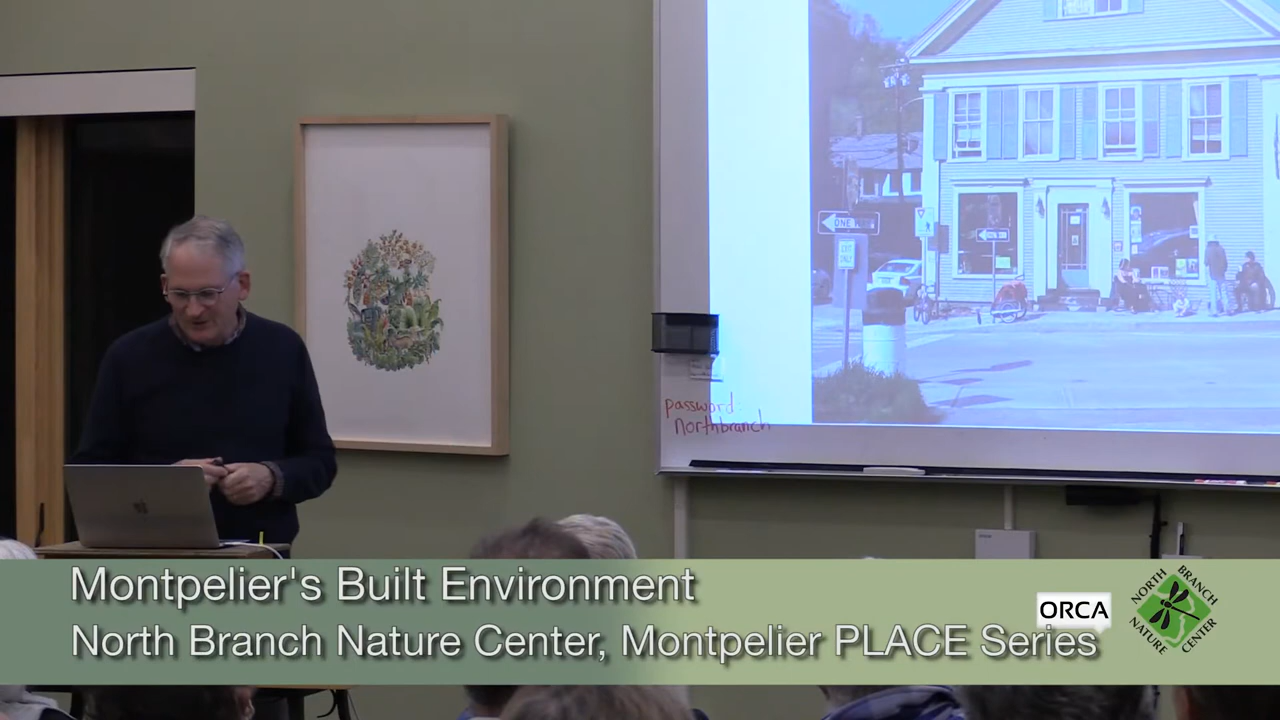 ONE WAY
password:
northbranch
Montpelier's Built Environment
North Branch Nature Center, Montpelier PLACE Series
ORCA
NORTH BRANCH
NATURE CENTER